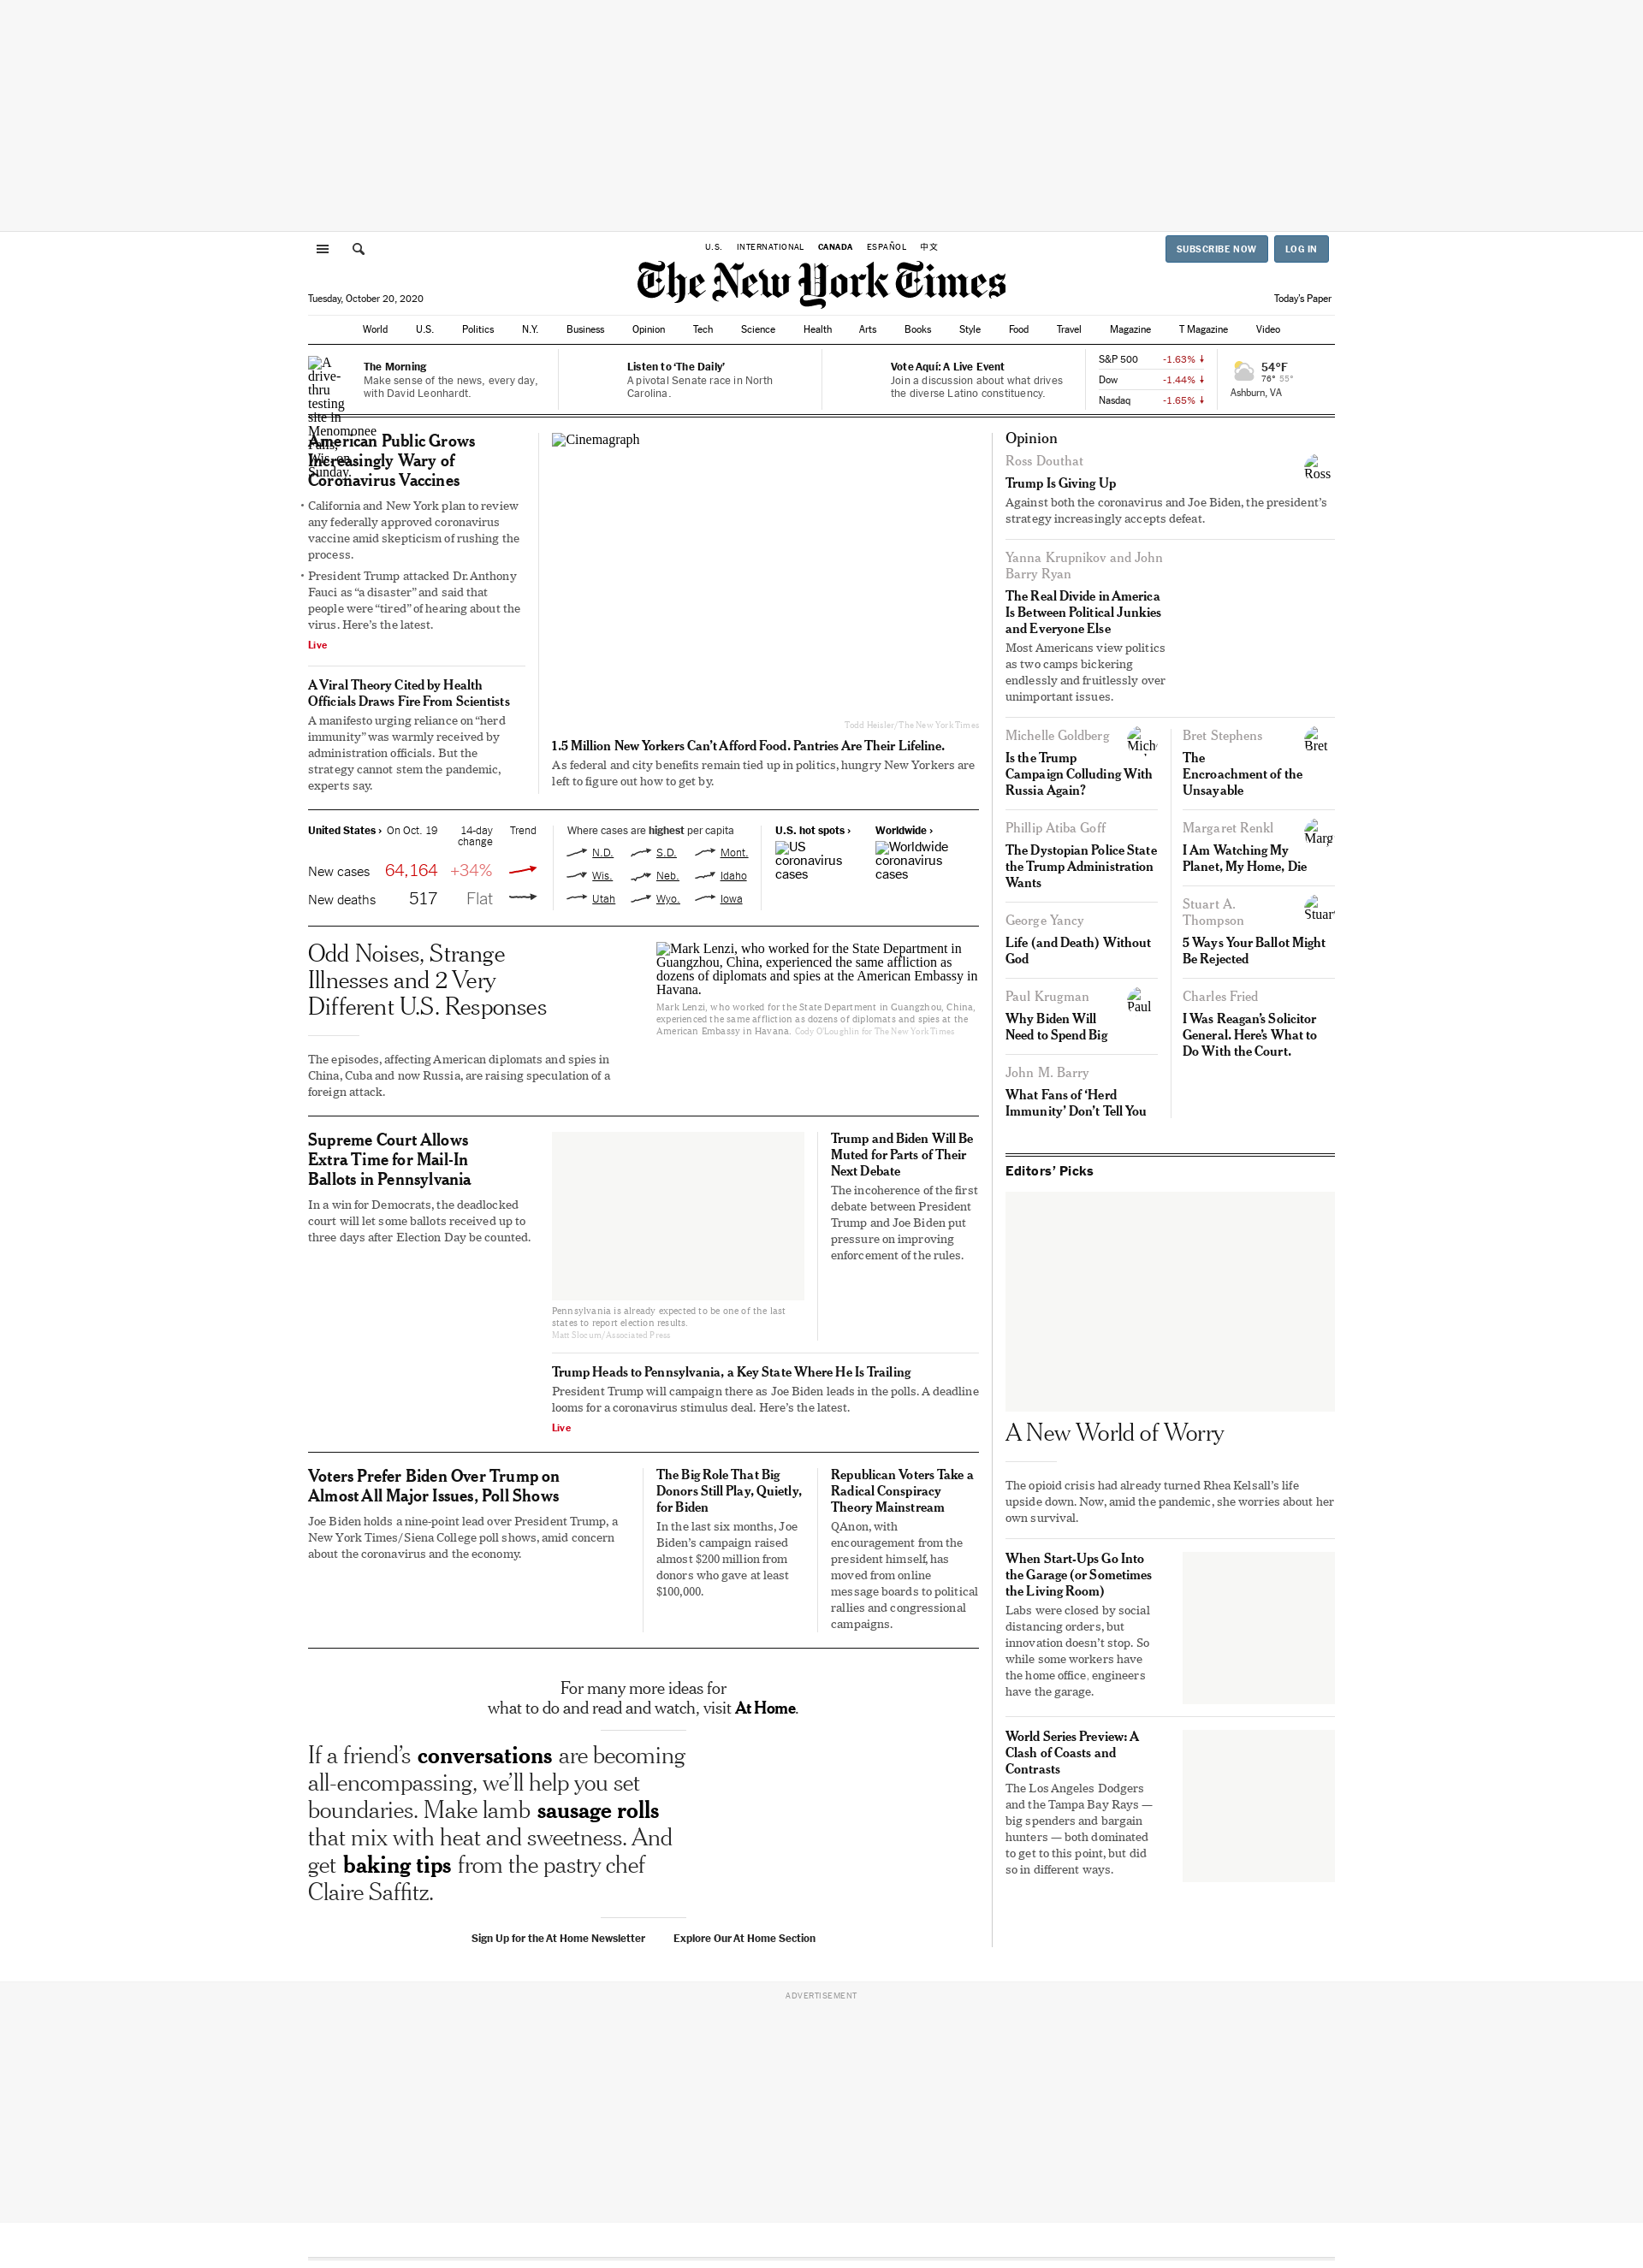 U.S. INTERNATIONAL CANADA ESPAÑOL 中文
SUBSCRIBE NOW LOG IN
The New York Times
Tuesday, October 20, 2020
Today's Paper
World U.S. Politics N.Y. Business Opinion Tech Science Health Arts Books Style Food Travel Magazine T Magazine Video
A
drive-
thru
testing
site in
Menomonee
Falls,
Wis., on
Sunday.
The Morning
Make sense of the news, every day,
with David Leonhardt.
Listen to ‘The Daily’
A pivotal Senate race in North
Carolina.
Vote Aquí: A Live Event
Join a discussion about what drives
the diverse Latino constituency.
S&P 500 -1.63%
Dow -1.44%
Nasdaq -1.65%
54°F
76° 55°
Ashburn, VA
American Public Grows
Increasingly Wary of
Coronavirus Vaccines
• California and New York plan to review
any federally approved coronavirus
vaccine amid skepticism of rushing the
process.
• President Trump attacked Dr. Anthony
Fauci as “a disaster” and said that
people were “tired” of hearing about the
virus. Here’s the latest.
Live
A Viral Theory Cited by Health
Officials Draws Fire From Scientists
A manifesto urging reliance on “herd
immunity” was warmly received by
administration officials. But the
strategy cannot stem the pandemic,
experts say.
Cinemagraph
Todd Heisler/The New York Times
1.5 Million New Yorkers Can’t Afford Food. Pantries Are Their Lifeline.
As federal and city benefits remain tied up in politics, hungry New Yorkers are
left to figure out how to get by.
United States › On Oct. 19 14-day
change Trend
New cases 64,164 +34%
New deaths 517 Flat
Where cases are highest per capita
N.D. S.D. Mont.
Wis. Neb. Idaho
Utah Wyo. Iowa
U.S. hot spots ›
US
coronavirus
cases
Worldwide ›
Worldwide
coronavirus
cases
Odd Noises, Strange
Illnesses and 2 Very
Different U.S. Responses
The episodes, affecting American diplomats and spies in
China, Cuba and now Russia, are raising speculation of a
foreign attack.
Mark Lenzi, who worked for the State Department in
Guangzhou, China, experienced the same affliction as
dozens of diplomats and spies at the American Embassy in
Havana.
Mark Lenzi, who worked for the State Department in Guangzhou, China,
experienced the same affliction as dozens of diplomats and spies at the
American Embassy in Havana. Cody O’Loughlin for The New York Times
Supreme Court Allows
Extra Time for Mail-In
Ballots in Pennsylvania
In a win for Democrats, the deadlocked
court will let some ballots received up to
three days after Election Day be counted.
Pennsylvania is already expected to be one of the last
states to report election results.
Matt Slocum/Associated Press
Trump and Biden Will Be
Muted for Parts of Their
Next Debate
The incoherence of the first
debate between President
Trump and Joe Biden put
pressure on improving
enforcement of the rules.
Trump Heads to Pennsylvania, a Key State Where He Is Trailing
President Trump will campaign there as Joe Biden leads in the polls. A deadline
looms for a coronavirus stimulus deal. Here’s the latest.
Live
Voters Prefer Biden Over Trump on
Almost All Major Issues, Poll Shows
Joe Biden holds a nine-point lead over President Trump, a
New York Times/Siena College poll shows, amid concern
about the coronavirus and the economy.
The Big Role That Big
Donors Still Play, Quietly,
for Biden
In the last six months, Joe
Biden’s campaign raised
almost $200 million from
donors who gave at least
$100,000.
Republican Voters Take a
Radical Conspiracy
Theory Mainstream
QAnon, with
encouragement from the
president himself, has
moved from online
message boards to political
rallies and congressional
campaigns.
For many more ideas for
what to do and read and watch, visit At Home.
If a friend’s conversations are becoming
all-encompassing, we’ll help you set
boundaries. Make lamb sausage rolls
that mix with heat and sweetness. And
get baking tips from the pastry chef
Claire Saffitz.
Sign Up for the At Home Newsletter Explore Our At Home Section
Opinion
Ross Douthat
Ross
Trump Is Giving Up
Against both the coronavirus and Joe Biden, the president’s
strategy increasingly accepts defeat.
Yanna Krupnikov and John
Barry Ryan
The Real Divide in America
Is Between Political Junkies
and Everyone Else
Most Americans view politics
as two camps bickering
endlessly and fruitlessly over
unimportant issues.
Michelle Goldberg
Is the Trump
Campaign Colluding With
Russia Again?
Phillip Atiba Goff
The Dystopian Police State
the Trump Administration
Wants
George Yancy
Life (and Death) Without
God
Paul Krugman
Paul
Why Biden Will
Need to Spend Big
John M. Barry
What Fans of ‘Herd
Immunity’ Don’t Tell You
Bret Stephens
Bret
The
Encroachment of the
Unsayable
Margaret Renkl
Marg
I Am Watching My
Planet, My Home, Die
Stuart A.
Thompson
Stuart
5 Ways Your Ballot Might
Be Rejected
Charles Fried
I Was Reagan’s Solicitor
General. Here’s What to
Do With the Court.
Editors’ Picks
A New World of Worry
The opioid crisis had already turned Rhea Kelsall’s life
upside down. Now, amid the pandemic, she worries about her
own survival.
When Start-Ups Go Into
the Garage (or Sometimes
the Living Room)
Labs were closed by social
distancing orders, but
innovation doesn’t stop. So
while some workers have
the home office, engineers
have the garage.
World Series Preview: A
Clash of Coasts and
Contrasts
The Los Angeles Dodgers
and the Tampa Bay Rays —
big spenders and bargain
hunters — both dominated
to get to this point, but did
so in different ways.
ADVERTISEMENT